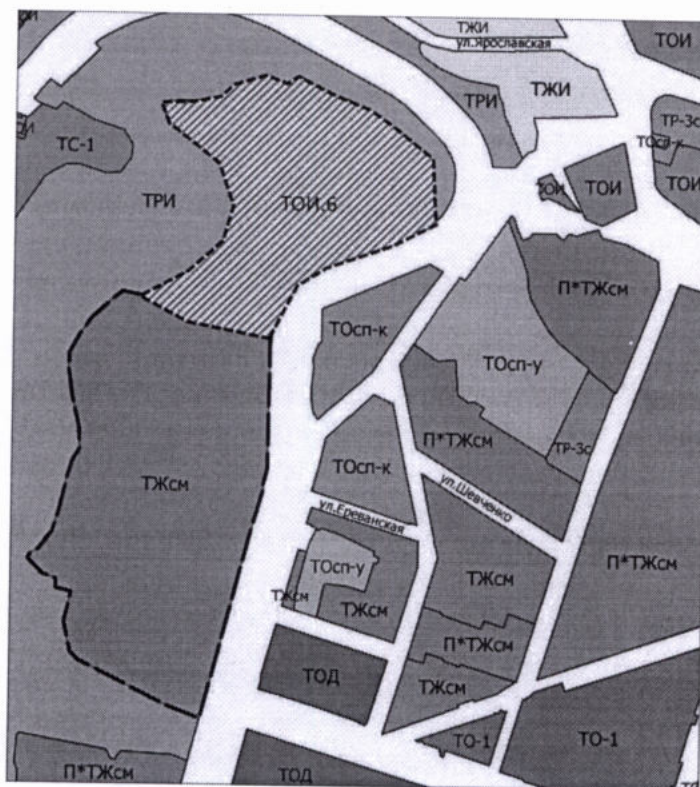 ТЖИ
ул.Ярославская
ТОИ
ТЖИ
ТРИ
ТР-3с
ТС-1
ТОсп-к
ТОИ
ТОИ
ТОИ
ТРИ
ТОИ.6
П*ТЖсм
ТОсп-к
ТОсп-у
ТР-3с
П*ТЖсм
ТОсп-к
ТЖсм
ул.Шевченко
ул.Ереванская
П*ТЖсм
ТОсп-у
ТЖсм
ТЖсм
ТЖсм
П*ТЖсм
ТОД
ТЖсм
ТО-1
ТО-1
П*ТЖсм
ТОД